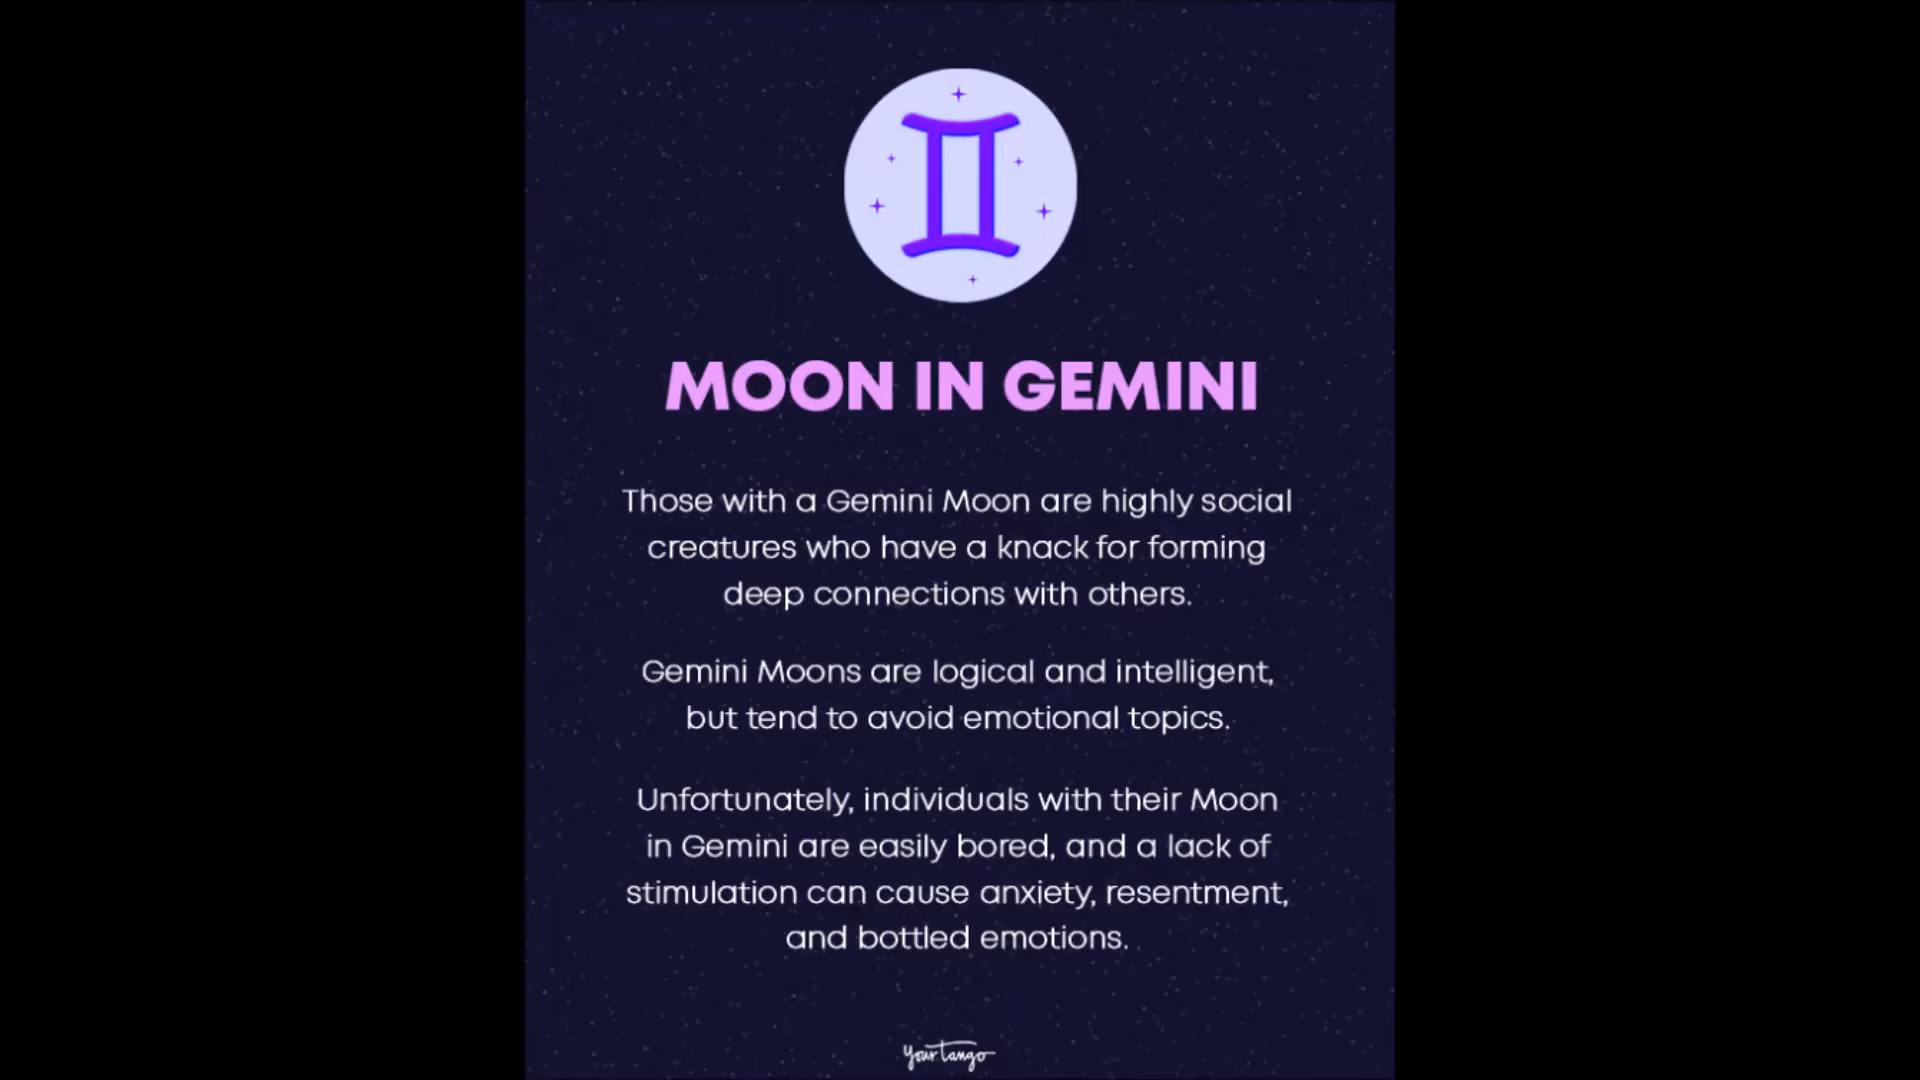 MOON IN GEMINI
Those with a Gemini Moon are highly social
creatures who have a knack for forming
deep connections with others.
Gemini Moons are logical and intelligent,
but tend to avoid emotional topics.
Unfortunately, individuals with their Moon
in Gemini are easily bored, and a lack of
stimulation can cause anxiety, resentment,
and bottled emotions.
YourTango